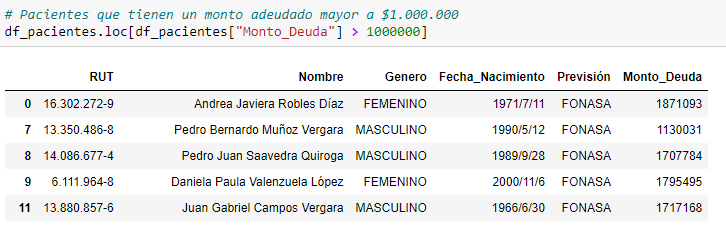 # Pacientes que tienen un monto adeudado mayor a $1.000.000
df_pacientes.loc[df_pacientes["Monto_Deuda"] > 1000000]
RUT Nombre Genero Fecha_Nacimiento Previsión Monto_Deuda
0 16.302.272-9 Andrea Javiera Robles Díaz FEMENINO 1971/7/11 FONASA 1871093
7 13.350.486-8 Pedro Bernardo Muñoz Vergara MASCULINO 1990/5/12 FONASA 1130031
8 14.086.677-4 Pedro Juan Saavedra Quiroga MASCULINO 1989/9/28 FONASA 1707784
9 6.111.964-8 Daniela Paula Valenzuela López FEMENINO 2000/11/6 FONASA 1795495
11 13.880.857-6 Juan Gabriel Campos Vergara MASCULINO 1966/6/30 FONASA 1717168